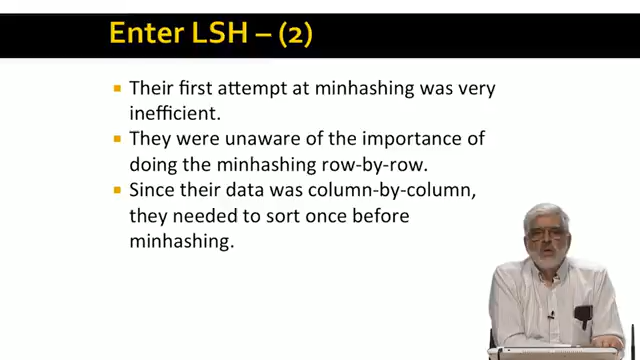 Enter LSH – (2)
Their first attempt at minhashing was very
inefficient.
They were unaware of the importance of
doing the minhashing row-by-row.
Since their data was column-by-column,
they needed to sort once before
minhashing.